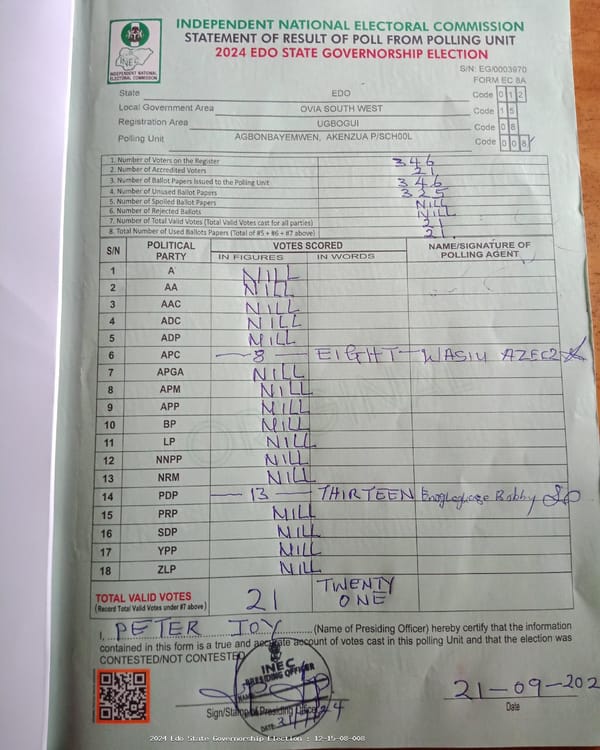 INDEPENDENT NATIONAL ELECTORAL COMMISSION
STATEMENT OF RESULT OF POLL FROM POLLING UNIT
2024 EDO STATE GOVERNORSHIP ELECTION
INEC
INDEPENDENT NATIONAL
ELECTORAL COMMISSION
S/N: EG/0003970
FORM EC 8A
State EDO Code 0 1 2
Local Government Area OVIA SOUTH WEST Code 1 5
Registration Area UGBOGUI Code 0 8
Polling Unit AGBONBAYEMWEN, AKENZUA P/SCH00L Code 0 0 8
1. Number of Voters on the Register 346
2. Number of Accredited Voters 21
3. Number of Ballot Papers Issued to the Polling Unit 346
4. Number of Unused Ballot Papers 325
5. Number of Spoiled Ballot Papers NILL
6. Number of Rejected Ballots NILL
7. Number of Total Valid Votes (Total Valid Votes cast for all parties) 21
8. Total Number of Used Ballots Papers (Total of #5 + #6 + #7 above) 21
S/N POLITICAL PARTY VOTES SCORED NAME/SIGNATURE OF POLLING AGENT
IN FIGURES IN WORDS
1 A NILL
2 AA NILL
3 AAC NILL
4 ADC NILL
5 ADP NILL
6 APC 8 EIGHT WASIU
7 APGA NILL
8 APM NILL
9 APP NILL
10 BP NILL
11 LP NILL
12 NNPP NILL
13 NRM NILL
14 PDP 13 THIRTEEN Bobby
15 PRP NILL
16 SDP NILL
17 YPP NILL
18 ZLP NILL
TOTAL VALID VOTES 21 TWENTY ONE
(Record Total Valid Votes under #7 above)
I, PETER JOY (Name of Presiding Officer) hereby certify that the information
contained in this form is a true and accurate account of votes cast in this polling Unit and that the election was
CONTESTED/NOT CONTESTED
INEC
PRESIDING OFFICER
DATE:
Sign/Stamp of Presiding Officer
21-09-202
Date
2024 Edo State Governorship Election : 12-15-08-008